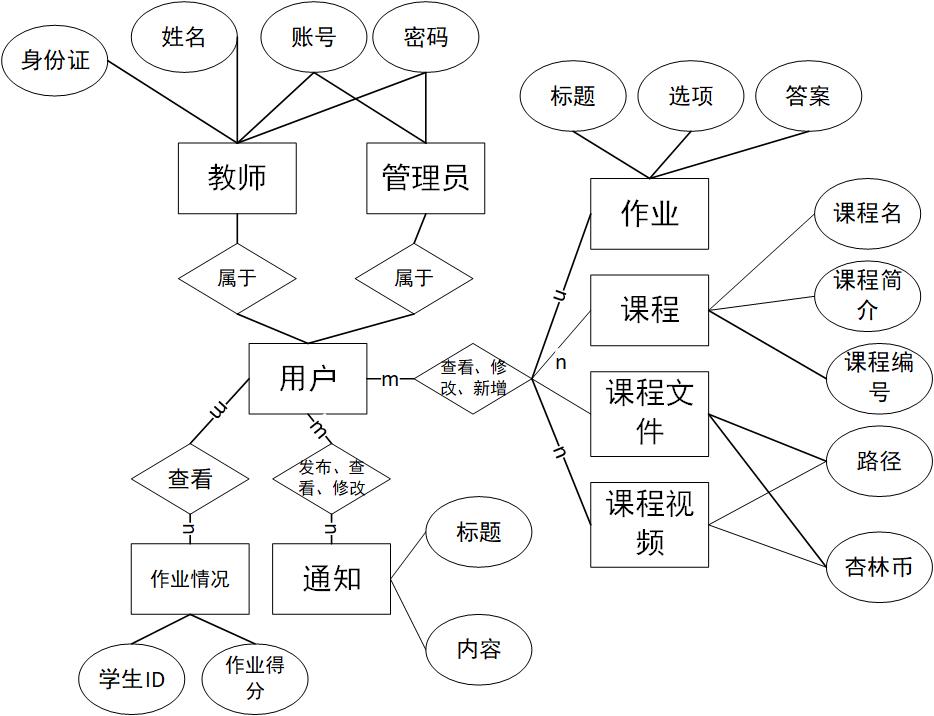 身份证
姓名
账号
密码
标题
选项
答案
教师
管理员
作业
课程名
属于
属于
课程
课程简
介
n
n
用户
m
查看、修
改、新增
课程文
件
课程编
号
m
m
n
查看
发布、查
看、修改
课程视
频
路径
n
n
作业情况
通知
标题
杏林币
学生ID
作业得
分
内容